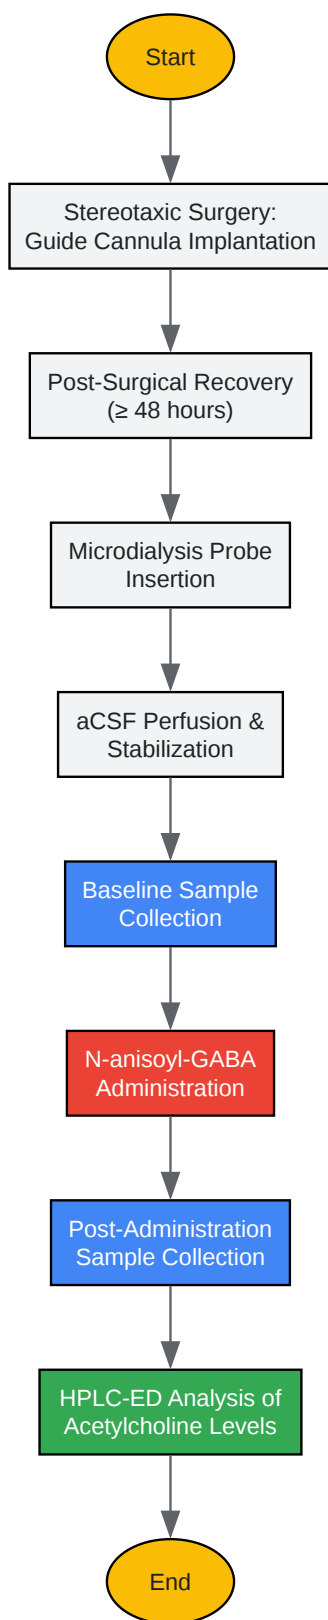 Start
Stereotaxic Surgery:
Guide Cannula Implantation
Post-Surgical Recovery
(≥ 48 hours)
Microdialysis Probe
Insertion
aCSF Perfusion &
Stabilization
Baseline Sample
Collection
N-anisoyl-GABA
Administration
Post-Administration
Sample Collection
HPLC-ED Analysis of
Acetylcholine Levels
End